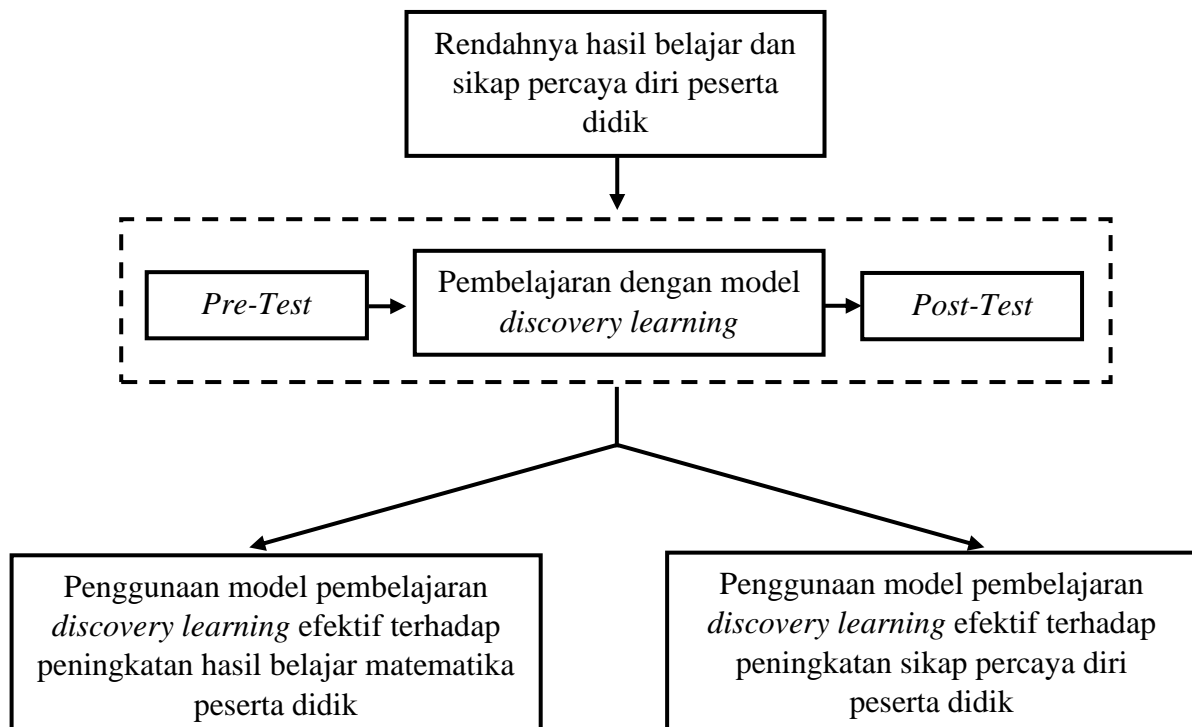 Rendahnya hasil belajar dan
sikap percaya diri peserta
didik
Pre-Test
Pembelajaran dengan model
discovery learning
Post-Test
Penggunaan model pembelajaran
discovery learning efektif terhadap
peningkatan hasil belajar matematika
peserta didik
Penggunaan model pembelajaran
discovery learning efektif terhadap
peningkatan sikap percaya diri
peserta didik